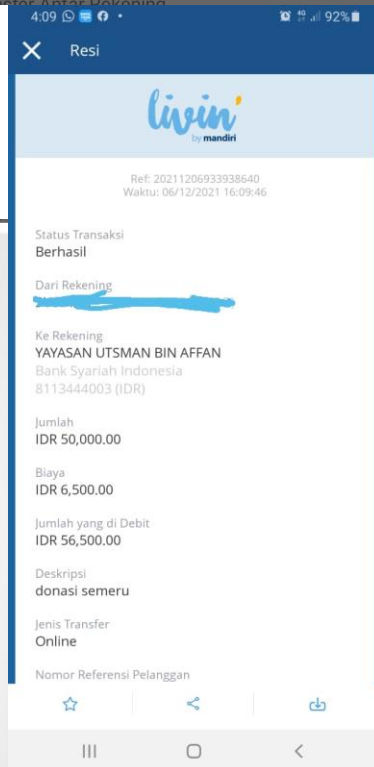 4:09
92%
Resi
livin'
by mandiri
Ref: 20211206933938640
Waktu: 06/12/2021 16:09:46
Status Transaksi
Berhasil
Dari Rekening
Ke Rekening
YAYASAN UTSMAN BIN AFFAN
Bank Syariah Indonesia
8113444003 (IDR)
Jumlah
IDR 50,000.00
Biaya
IDR 6,500.00
Jumlah yang di Debit
IDR 56,500.00
Deskripsi
donasi semeru
Jenis Transfer
Online
Nomor Referensi Pelanggan